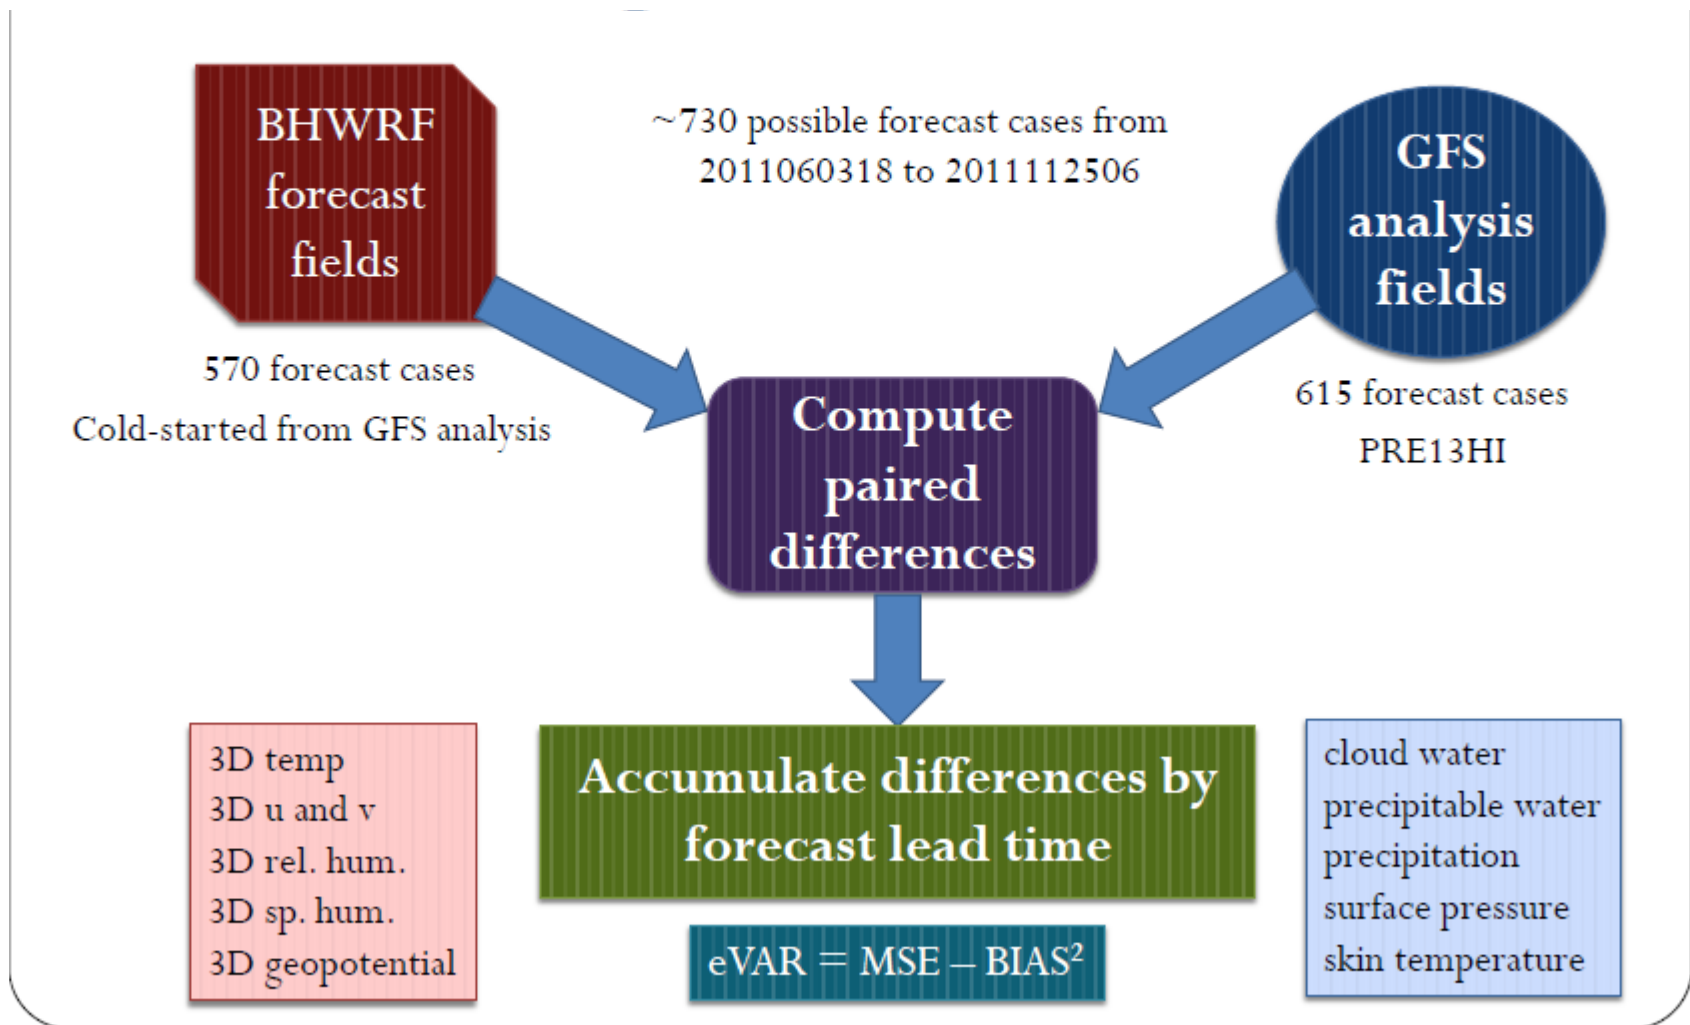 BHWRF
forecast
fields
~730 possible forecast cases from
2011060318 to 2011112506
GFS
analysis
fields
570 forecast cases
Cold-started from GFS analysis
615 forecast cases
PRE13HI
Compute
paired
differences
Accumulate differences by
forecast lead time
3D temp
3D u and v
3D rel. hum.
3D sp. hum.
3D geopotential
eVAR = MSE – BIAS²
cloud water
precipitable water
precipitation
surface pressure
skin temperature